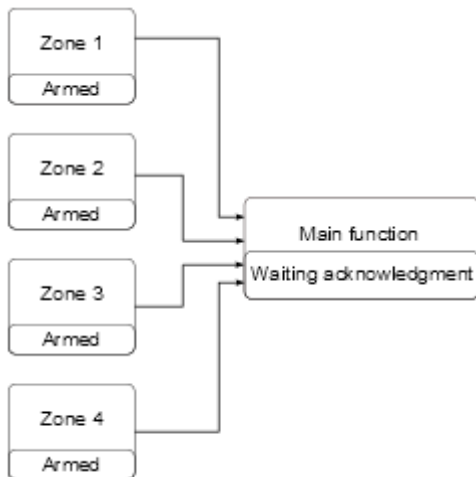 Zone 1
Armed
Zone 2
Armed
Zone 3
Armed
Zone 4
Armed
Main function
Waiting acknowledgment